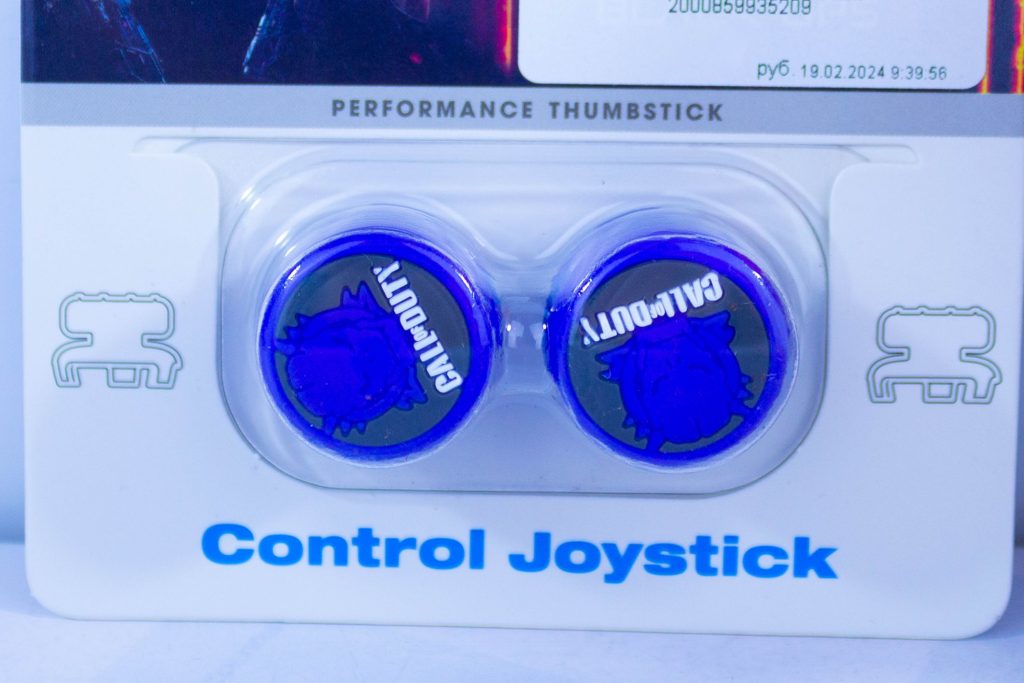 2000859935209
руб. 19.02.2024 9:39:56
PERFORMANCE THUMBSTICK
CALL OF DUTY
CALL OF DUTY
Control Joystick